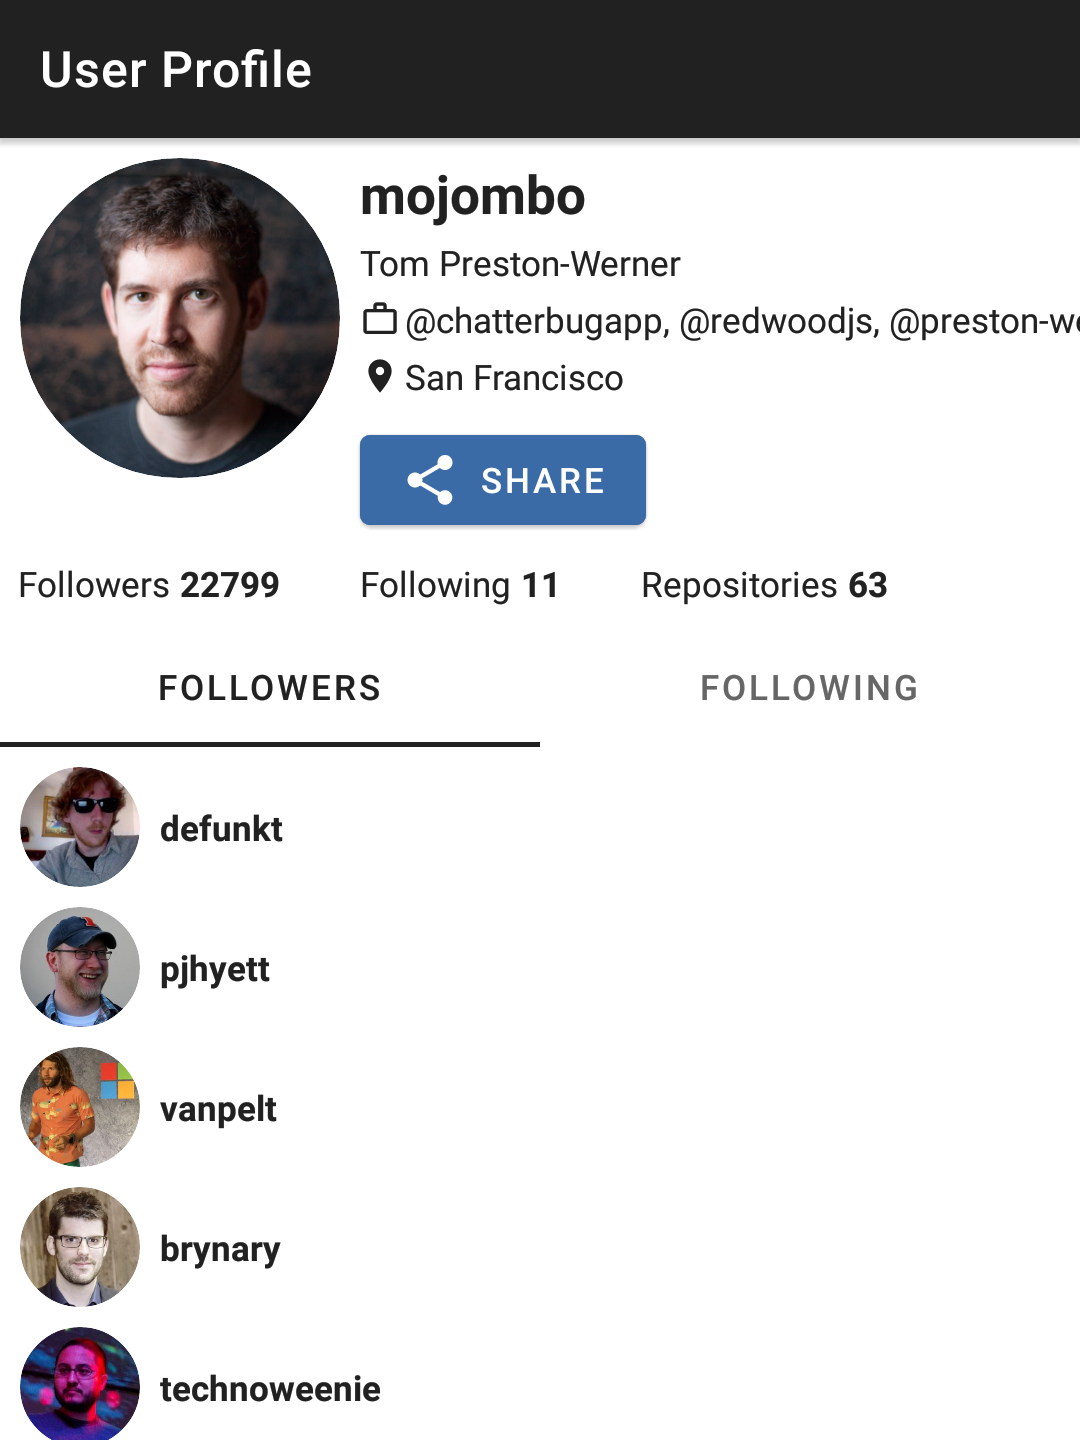 User Profile
mojombo
Tom Preston-Werner
@chatterbugapp, @redwoodjs, @preston-we
San Francisco
SHARE
Followers 22799 Following 11 Repositories 63
FOLLOWERS FOLLOWING
defunkt
pjhyett
vanpelt
brynary
technoweenie